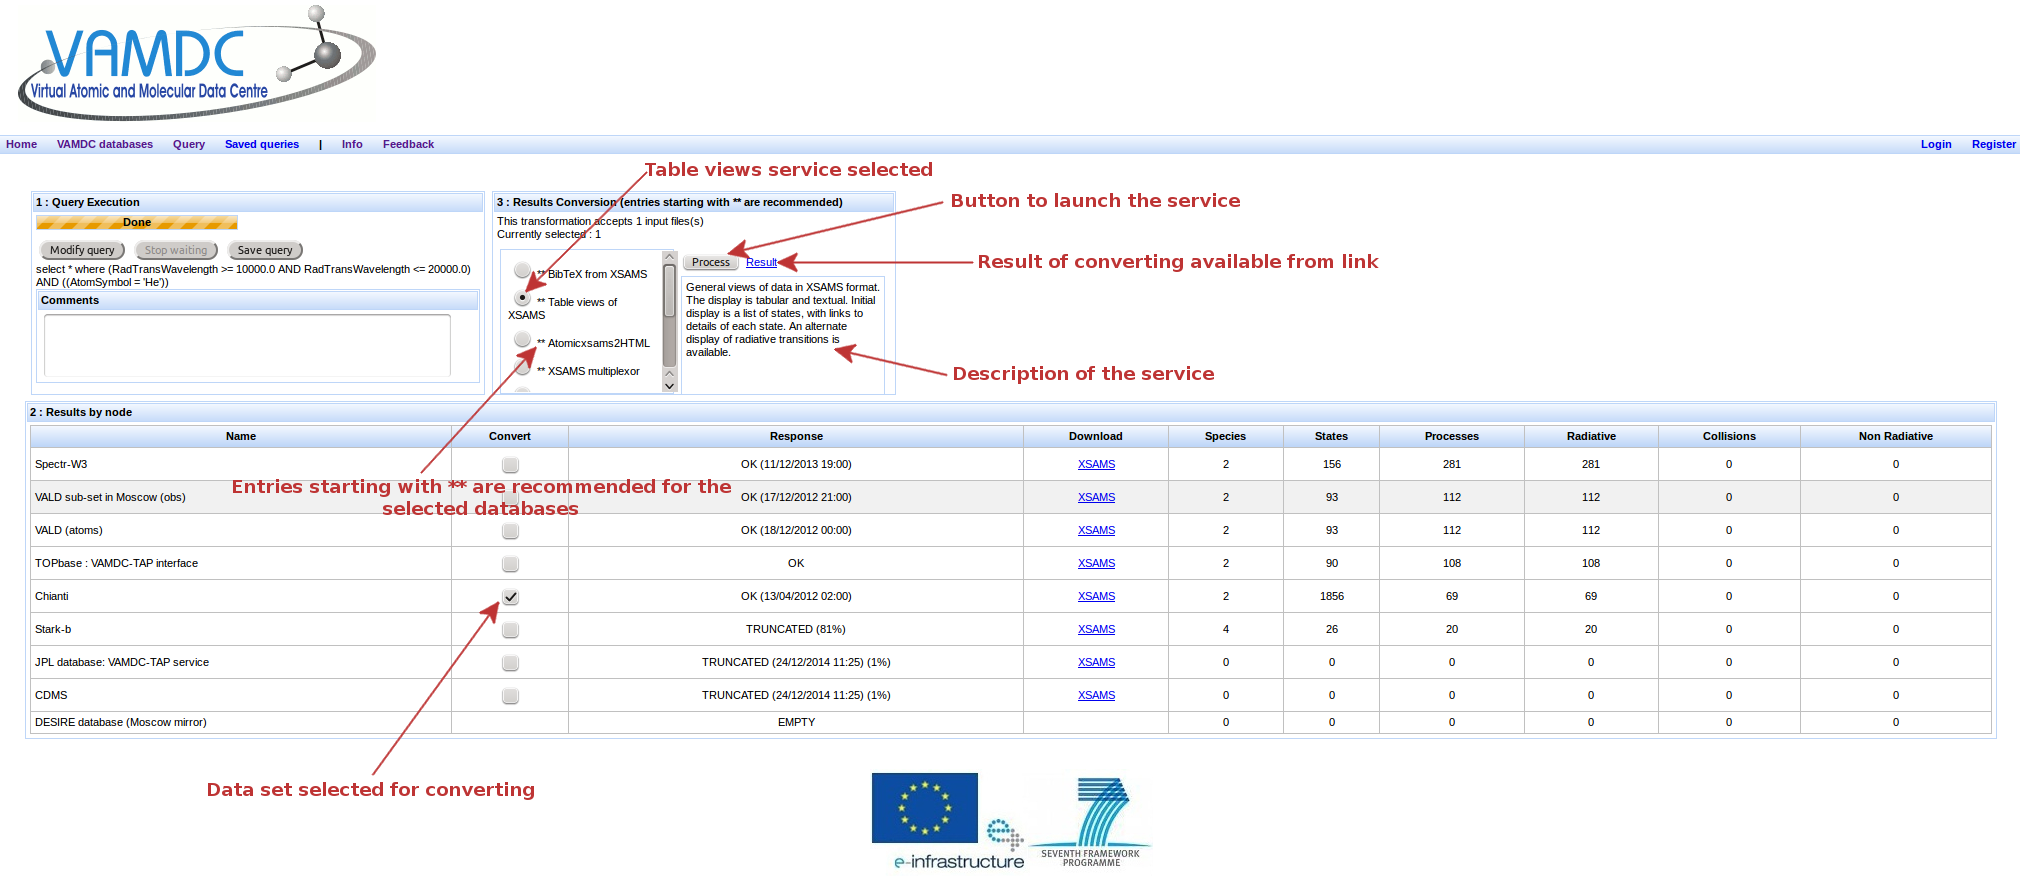 VAMDC
Virtual Atomic and Molecular Data Centre
Home VAMDC databases Query Saved queries | Info Feedback Login Register
Table views service selected
1 : Query Execution
Done
Modify query Stop waiting Save query
select * where (RadTransWavelength >= 10000.0 AND RadTransWavelength <= 20000.0)
AND ((AtomSymbol = 'He'))
Comments
3 : Results Conversion (entries starting with ** are recommended)
This transformation accepts 1 input files(s)
Currently selected : 1
** BibTeX from XSAMS
** Table views of
XSAMS
** Atomicxsams2HTML
** XSAMS multiplexor
Process Result
General views of data in XSAMS format.
The display is tabular and textual. Initial
display is a list of states, with links to
details of each state. An alternate
display of radiative transitions is
available.
Button to launch the service
Result of converting available from link
Description of the service
2 : Results by node
Name Convert Response Download Species States Processes Radiative Collisions Non Radiative
Spectr-W3 OK (11/12/2013 19:00) XSAMS 2 156 281 281 0 0
Entries starting with ** are recommended for the
selected databases
VALD sub-set in Moscow (obs) OK (17/12/2012 21:00) XSAMS 2 93 112 112 0 0
VALD (atoms) OK (18/12/2012 00:00) XSAMS 2 93 112 112 0 0
TOPbase : VAMDC-TAP interface OK XSAMS 2 90 108 108 0 0
Chianti OK (13/04/2012 02:00) XSAMS 2 1856 69 69 0 0
Stark-b TRUNCATED (81%) XSAMS 4 26 20 20 0 0
JPL database: VAMDC-TAP service TRUNCATED (24/12/2014 11:25) (1%) XSAMS 0 0 0 0 0 0
CDMS TRUNCATED (24/12/2014 11:25) (1%) XSAMS 0 0 0 0 0 0
DESIRE database (Moscow mirror) EMPTY 0 0 0 0 0 0
Data set selected for converting
e-infrastructure
SEVENTH FRAMEWORK
PROGRAMME